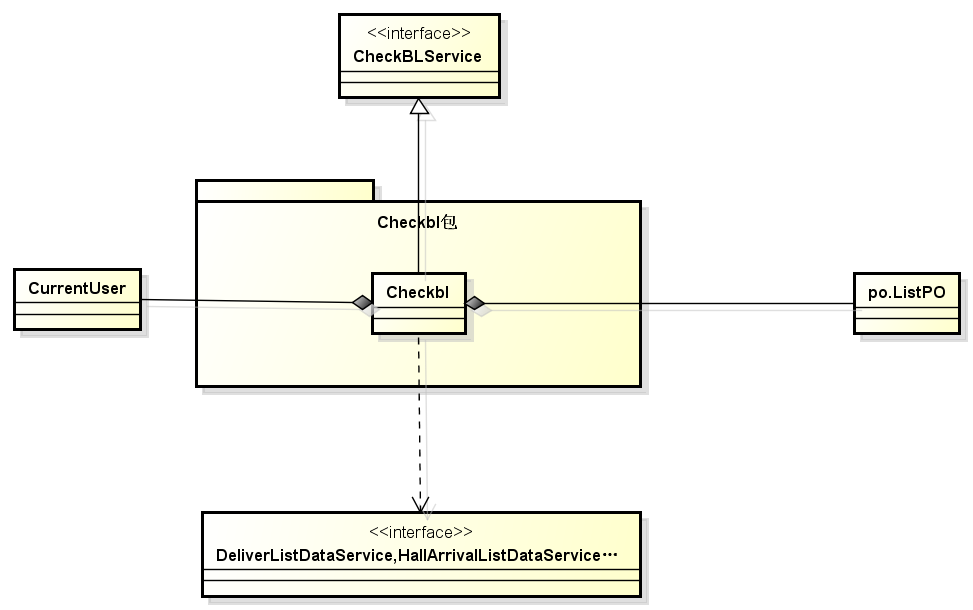 <<interface>>
CheckBLService
Checkbl包
CurrentUser
Checkbl
po.ListPO
<<interface>>
DeliverListDataService,HallArrivalListDataService⋯